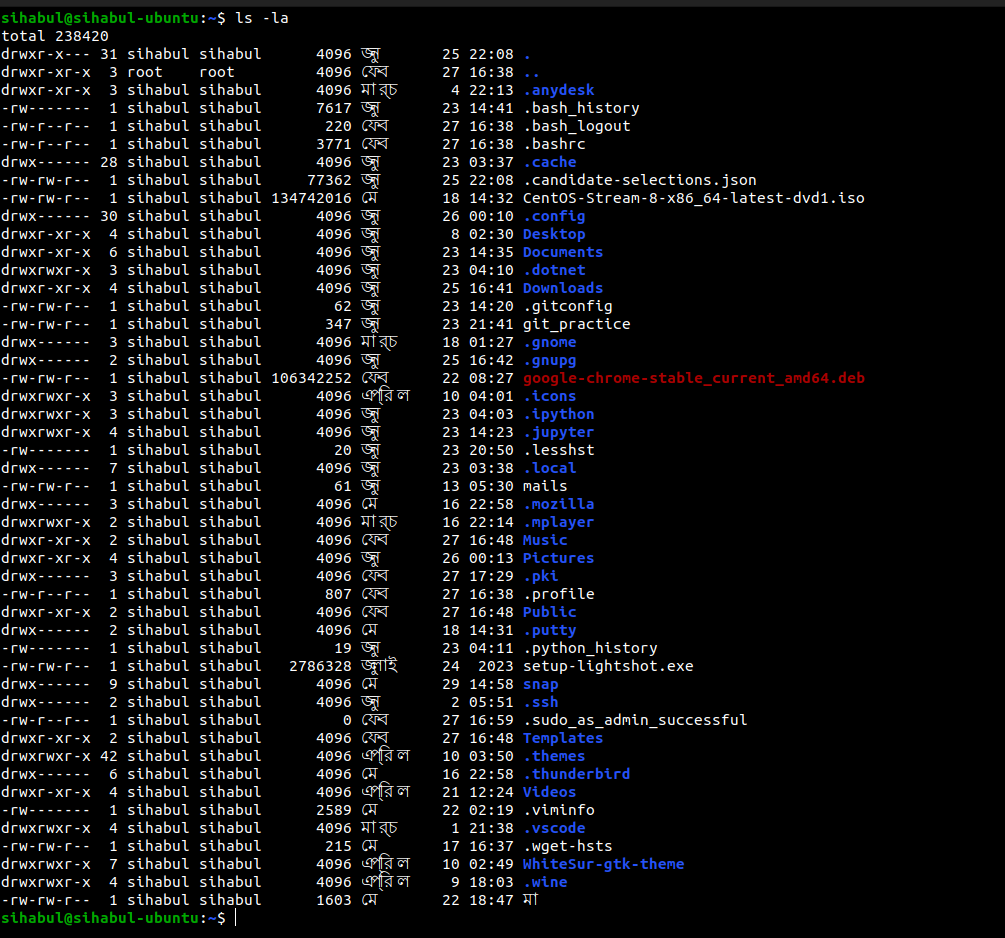 sihabul@sihabul-ubuntu:~$ ls -la
total 238420
drwxr-x--- 31 sihabul sihabul 4096 জুন 25 22:08 .
drwxr-xr-x 3 root root 4096 ফেব 27 16:38 ..
drwxr-xr-x 3 sihabul sihabul 4096 মার্চ 4 22:13 .anydesk
-rw------- 1 sihabul sihabul 7617 জুন 23 14:41 .bash_history
-rw-r--r-- 1 sihabul sihabul 220 ফেব 27 16:38 .bash_logout
-rw-r--r-- 1 sihabul sihabul 3771 ফেব 27 16:38 .bashrc
drwx------ 28 sihabul sihabul 4096 জুন 23 03:37 .cache
-rw-rw-r-- 1 sihabul sihabul 77362 জুন 25 22:08 .candidate-selections.json
-rw-rw-r-- 1 sihabul sihabul 134742016 মে 18 14:32 CentOS-Stream-8-x86_64-latest-dvd1.iso
drwx------ 30 sihabul sihabul 4096 জুন 26 00:10 .config
drwxr-xr-x 4 sihabul sihabul 4096 জুন 8 02:30 Desktop
drwxr-xr-x 6 sihabul sihabul 4096 জুন 23 14:35 Documents
drwxrwxr-x 3 sihabul sihabul 4096 জুন 23 04:10 .dotnet
drwxr-xr-x 4 sihabul sihabul 4096 জুন 25 16:41 Downloads
-rw-rw-r-- 1 sihabul sihabul 62 জুন 23 14:20 .gitconfig
-rw-rw-r-- 1 sihabul sihabul 347 জুন 23 21:41 git_practice
drwx------ 3 sihabul sihabul 4096 মার্চ 18 01:27 .gnome
drwx------ 2 sihabul sihabul 4096 জুন 25 16:42 .gnupg
-rw-rw-r-- 1 sihabul sihabul 106342252 ফেব 22 08:27 google-chrome-stable_current_amd64.deb
drwxrwxr-x 3 sihabul sihabul 4096 এপ্রিল 10 04:01 .icons
drwxr-xr-x 3 sihabul sihabul 4096 জুন 23 04:03 .ipython
drwxrwxr-x 4 sihabul sihabul 4096 জুন 23 14:23 .jupyter
-rw------- 1 sihabul sihabul 20 জুন 23 20:50 .lesshst
drwx------ 7 sihabul sihabul 4096 জুন 23 03:38 .local
-rw-rw-r-- 1 sihabul sihabul 61 জুন 13 05:30 mails
drwx------ 3 sihabul sihabul 4096 মে 16 22:58 .mozilla
drwxrwxr-x 2 sihabul sihabul 4096 মার্চ 16 22:14 .mplayer
drwxr-xr-x 2 sihabul sihabul 4096 ফেব 27 16:48 Music
drwxr-xr-x 4 sihabul sihabul 4096 জুন 26 00:13 Pictures
drwx------ 3 sihabul sihabul 4096 ফেব 27 17:29 .pki
-rw-r--r-- 1 sihabul sihabul 807 ফেব 27 16:38 .profile
drwxr-xr-x 2 sihabul sihabul 4096 ফেব 27 16:48 Public
drwx------ 2 sihabul sihabul 4096 মে 18 14:31 .putty
-rw------- 1 sihabul sihabul 19 জুন 23 04:11 .python_history
-rw-rw-r-- 1 sihabul sihabul 2786328 জুলাই 24 2023 setup-lightshot.exe
drwx------ 9 sihabul sihabul 4096 মে 29 14:58 snap
drwx------ 2 sihabul sihabul 4096 জুন 2 05:51 .ssh
-rw-r--r-- 1 sihabul sihabul 0 ফেব 27 16:59 .sudo_as_admin_successful
drwxr-xr-x 2 sihabul sihabul 4096 ফেব 27 16:48 Templates
drwxrwxr-x 42 sihabul sihabul 4096 এপ্রিল 10 03:50 .themes
drwx------ 6 sihabul sihabul 4096 মে 16 22:58 .thunderbird
drwxr-xr-x 4 sihabul sihabul 4096 এপ্রিল 21 12:24 Videos
-rw------- 1 sihabul sihabul 2589 মে 22 02:19 .viminfo
drwxrwxr-x 4 sihabul sihabul 4096 মার্চ 1 21:38 .vscode
-rw-rw-r-- 1 sihabul sihabul 215 মে 17 16:37 .wget-hsts
drwxrwxr-x 7 sihabul sihabul 4096 এপ্রিল 10 02:49 WhiteSur-gtk-theme
drwxrwxr-x 4 sihabul sihabul 4096 এপ্রিল 9 18:03 .wine
-rw-rw-r-- 1 sihabul sihabul 1603 মে 22 18:47 মা
sihabul@sihabul-ubuntu:~$